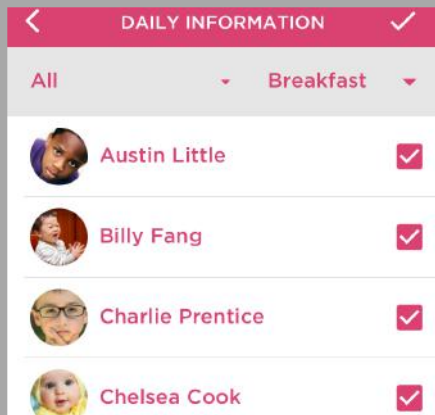 DAILY INFORMATION
All Breakfast
Austin Little
Billy Fang
Charlie Prentice
Chelsea Cook